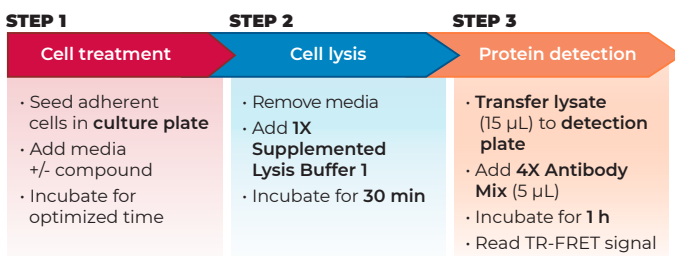 STEP 1
Cell treatment
· Seed adherent
cells in culture plate
· Add media
+/- compound
· Incubate for
optimized time
STEP 2
Cell lysis
· Remove media
· Add 1X
Supplemented
Lysis Buffer 1
· Incubate for 30 min
STEP 3
Protein detection
· Transfer lysate
(15 µL) to detection
plate
· Add 4X Antibody
Mix (5 µL)
· Incubate for 1 h
· Read TR-FRET signal